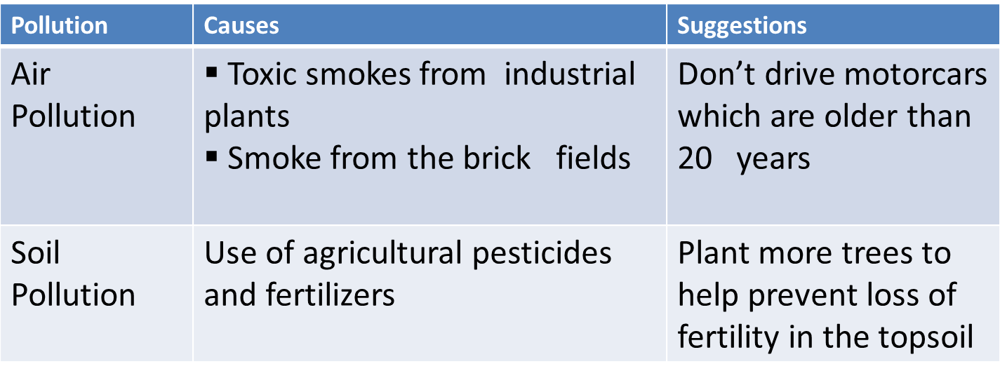 Pollution
Causes
Suggestions
Air
Pollution
▪ Toxic smokes from industrial
plants
▪ Smoke from the brick fields
Don’t drive motorcars
which are older than
20 years
Soil
Pollution
Use of agricultural pesticides
and fertilizers
Plant more trees to
help prevent loss of
fertility in the topsoil